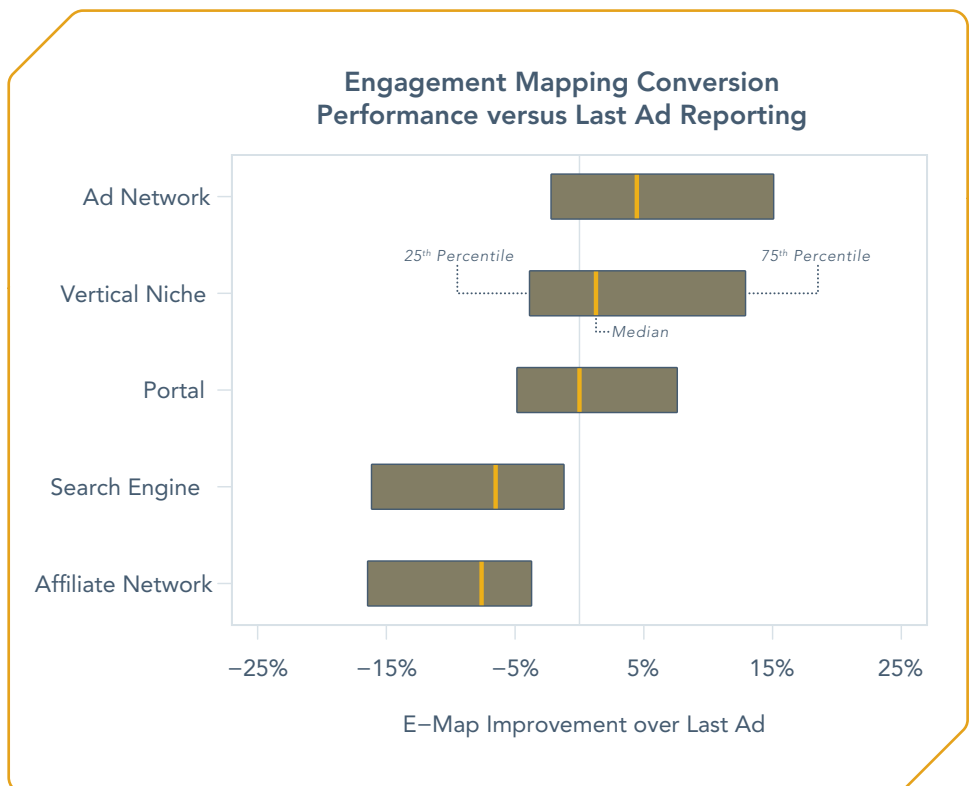 Engagement Mapping Conversion
Performance versus Last Ad Reporting
Ad Network
25th Percentile
75th Percentile
Vertical Niche
Median
Portal
Search Engine
Affiliate Network
−25%
−15%
−5%
5%
15%
25%
E−Map Improvement over Last Ad